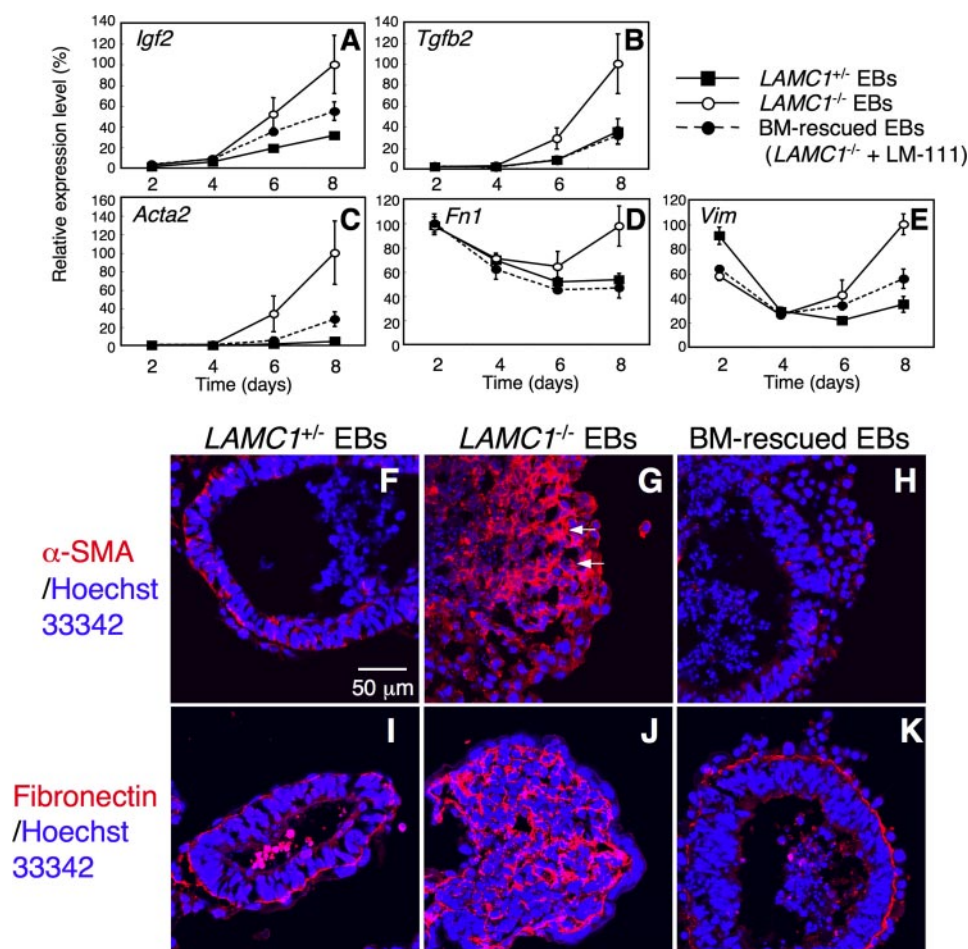 Relative expression level (%)
Igf2
A
140
120
100
80
60
40
20
0
2 4 6 8
Tgfb2
B
140
120
100
80
60
40
20
0
2 4 6 8
LAMC1+/- EBs
LAMC1-/- EBs
BM-rescued EBs
(LAMC1-/- + LM-111)
Acta2
C
160
140
120
100
80
60
40
20
0
2 4 6 8
Time (days)
Fn1
D
120
100
80
60
40
20
0
2 4 6 8
Time (days)
Vim
E
120
100
80
60
40
20
0
2 4 6 8
Time (days)
LAMC1+/- EBs
LAMC1-/- EBs
BM-rescued EBs
α-SMA
/Hoechst
33342
F
50 μm
G
H
Fibronectin
/Hoechst
33342
I
J
K